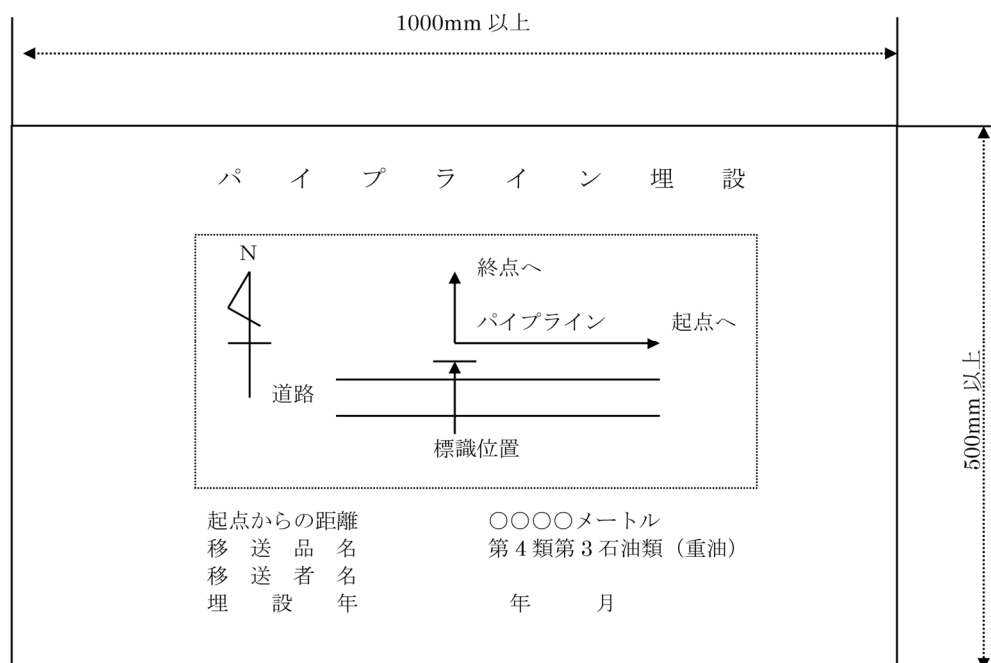 1000mm 以上
パイプライン埋設
N
終点へ
パイプライン
起点へ
道路
標識位置
500mm 以上
起点からの距離 ○○○○メートル
移送品名 第４類第３石油類（重油）
移送者名
埋設年 年 月